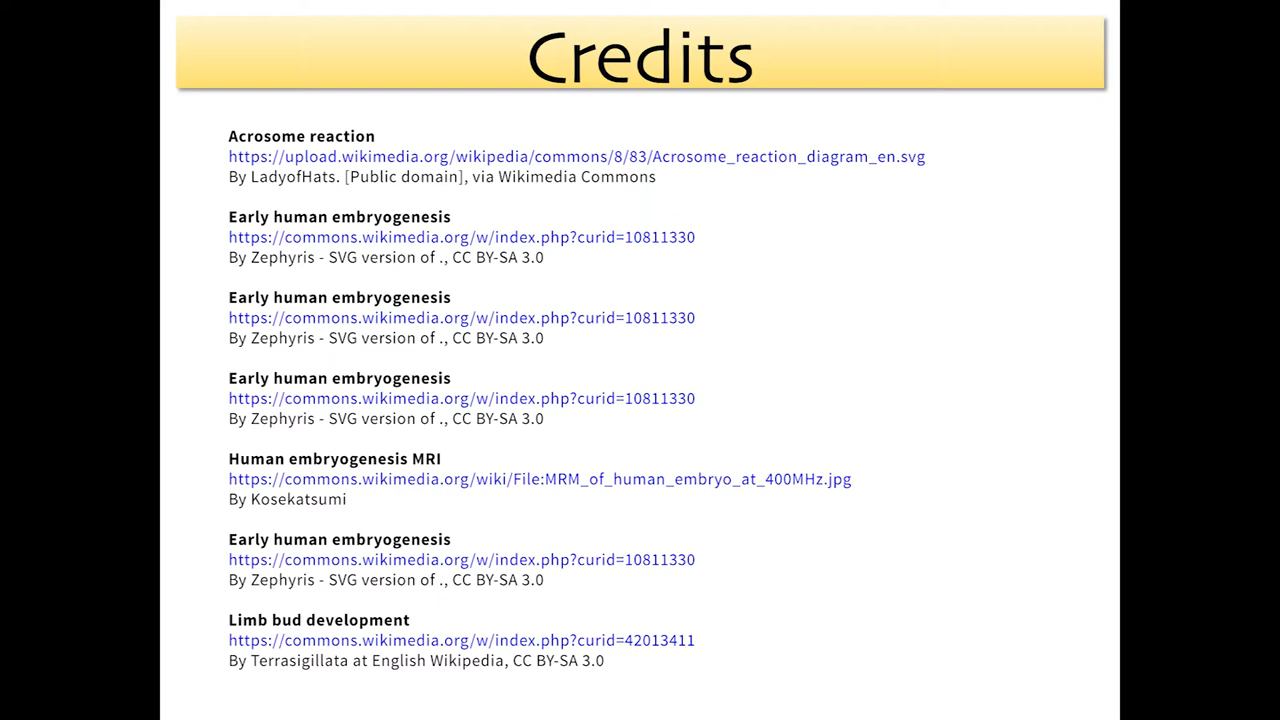 Credits
Acrosome reaction
https://upload.wikimedia.org/wikipedia/commons/8/83/Acrosome_reaction_diagram_en.svg
By LadyofHats. [Public domain], via Wikimedia Commons
Early human embryogenesis
https://commons.wikimedia.org/w/index.php?curid=10811330
By Zephyris - SVG version of ., CC BY-SA 3.0
Early human embryogenesis
https://commons.wikimedia.org/w/index.php?curid=10811330
By Zephyris - SVG version of ., CC BY-SA 3.0
Early human embryogenesis
https://commons.wikimedia.org/w/index.php?curid=10811330
By Zephyris - SVG version of ., CC BY-SA 3.0
Human embryogenesis MRI
https://commons.wikimedia.org/wiki/File:MRM_of_human_embryo_at_400MHz.jpg
By Kosekatsumi
Early human embryogenesis
https://commons.wikimedia.org/w/index.php?curid=10811330
By Zephyris - SVG version of ., CC BY-SA 3.0
Limb bud development
https://commons.wikimedia.org/w/index.php?curid=42013411
By Terrasigillata at English Wikipedia, CC BY-SA 3.0